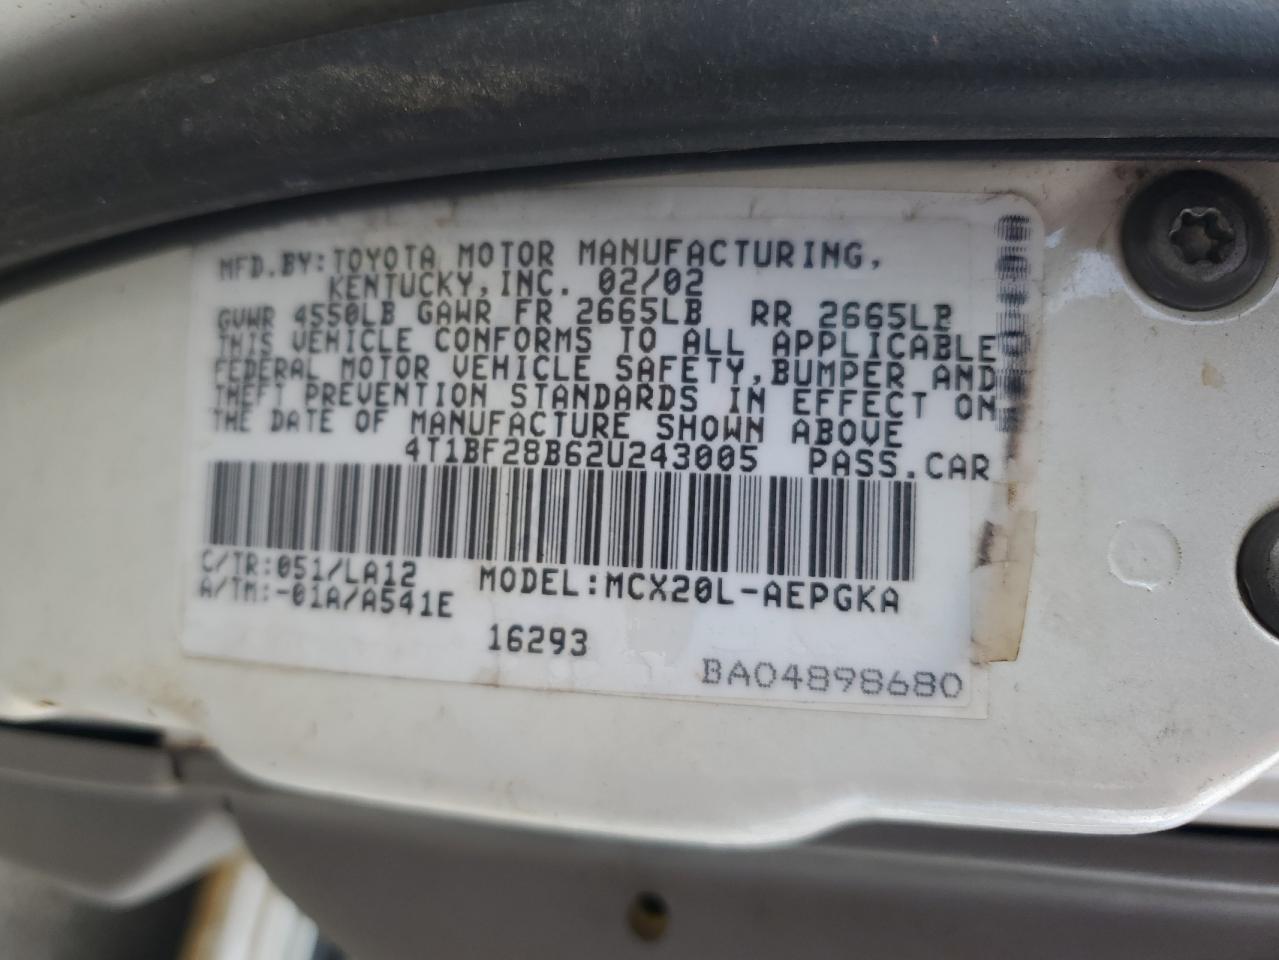 MFD.BY:TOYOTA MOTOR MANUFACTURING,
KENTUCKY,INC. 02/02
GVWR 4550LB GAWR FR 2665LB RR 2665LB
THIS VEHICLE CONFORMS TO ALL APPLICABLE
FEDERAL MOTOR VEHICLE SAFETY,BUMPER AND
THEFT PREVENTION STANDARDS IN EFFECT ON
THE DATE OF MANUFACTURE SHOWN ABOVE
4T1BF28B62U243005 PASS.CAR
C/TR:051/LA12 MODEL:MCX20L-AEPGKA
A/TM:-01A/A541E
16293
BA04898680